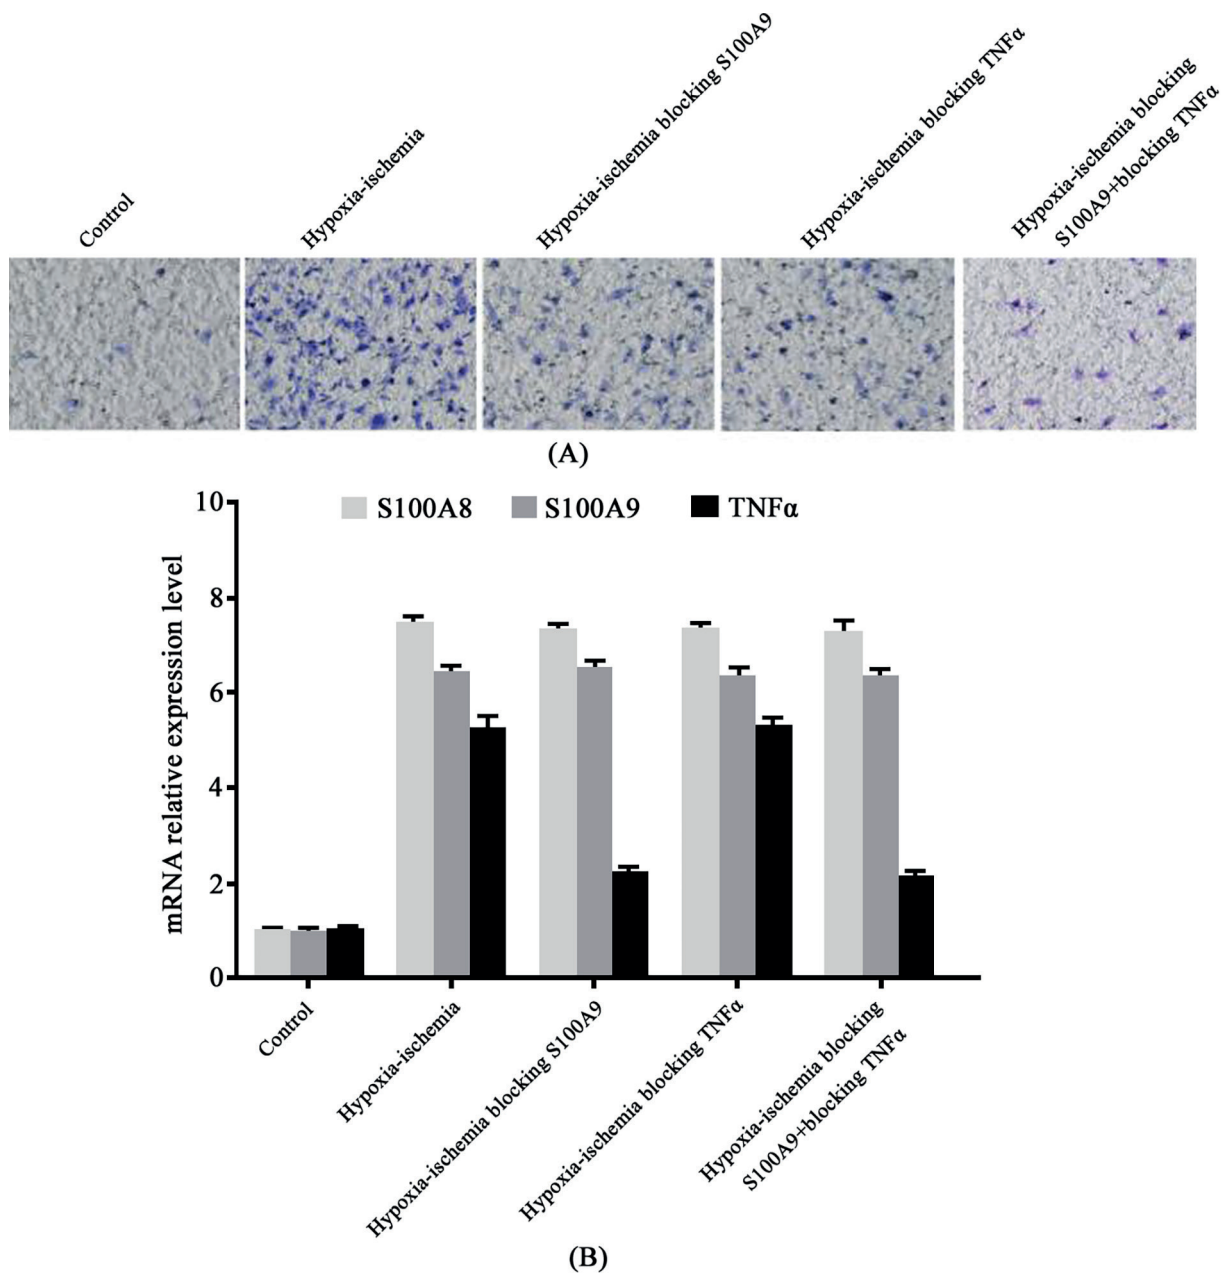 Control
Hypoxia-ischemia
Hypoxia-ischemia blocking S100A9
Hypoxia-ischemia blocking TNFα
Hypoxia-ischemia blocking
S100A9+blocking TNFα
(A)
S100A8
S100A9
TNFα
mRNA relative expression level
10
8
6
4
2
0
Control
Hypoxia-ischemia
Hypoxia-ischemia blocking S100A9
Hypoxia-ischemia blocking TNFα
Hypoxia-ischemia blocking
S100A9+blocking TNFα
(B)